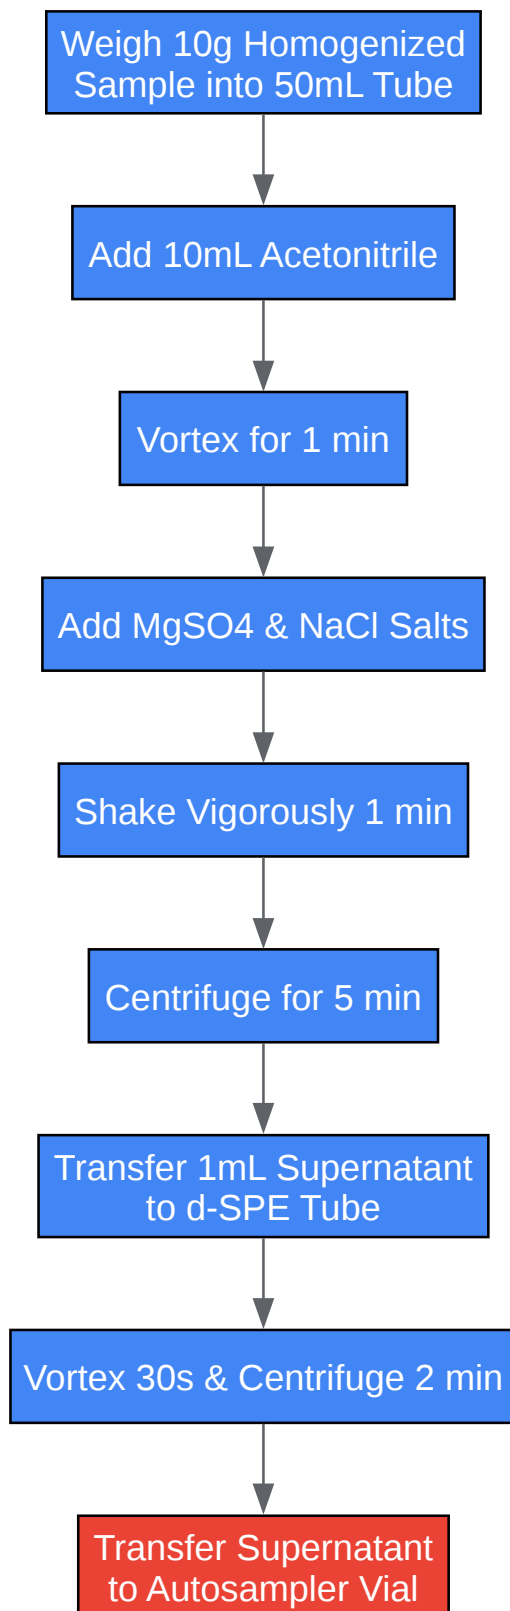 Weigh 10g Homogenized
Sample into 50mL Tube
Add 10mL Acetonitrile
Vortex for 1 min
Add MgSO4 & NaCl Salts
Shake Vigorously 1 min
Centrifuge for 5 min
Transfer 1mL Supernatant
to d-SPE Tube
Vortex 30s & Centrifuge 2 min
Transfer Supernatant
to Autosampler Vial